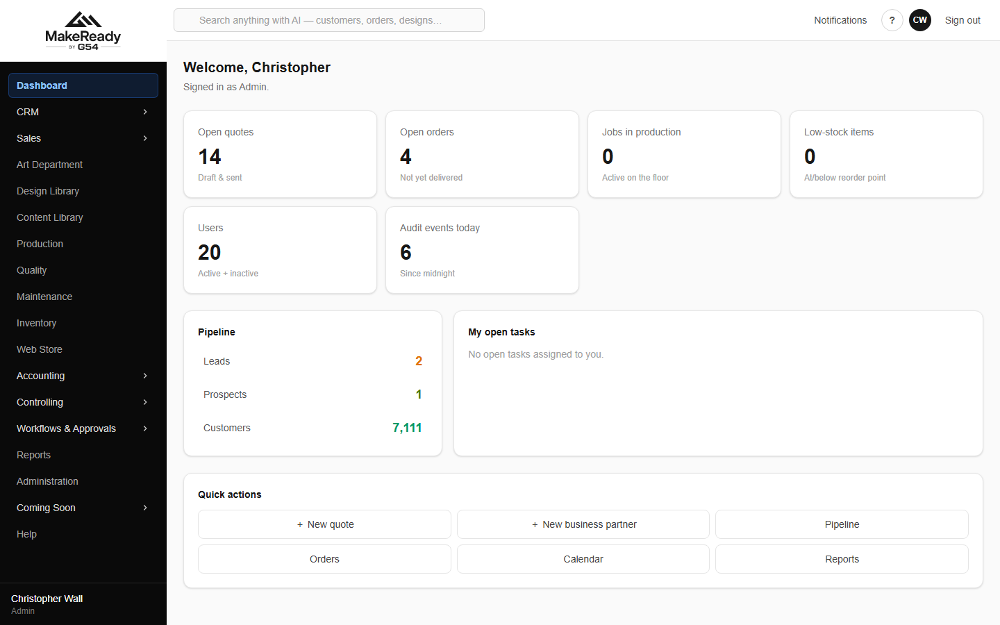 MakeReady
BY G54
Search anything with AI — customers, orders, designs...
Notifications
?
CW
Sign out
Dashboard
CRM
Sales
Art Department
Design Library
Content Library
Production
Quality
Maintenance
Inventory
Web Store
Accounting
Controlling
Workflows & Approvals
Reports
Administration
Coming Soon
Help
Christopher Wall
Admin
Welcome, Christopher
Signed in as Admin.
Open quotes
14
Draft & sent
Open orders
4
Not yet delivered
Jobs in production
0
Active on the floor
Low-stock items
0
At/below reorder point
Users
20
Active + inactive
Audit events today
6
Since midnight
Pipeline
Leads 2
Prospects 1
Customers 7,111
My open tasks
No open tasks assigned to you.
Quick actions
+ New quote
+ New business partner
Pipeline
Orders
Calendar
Reports